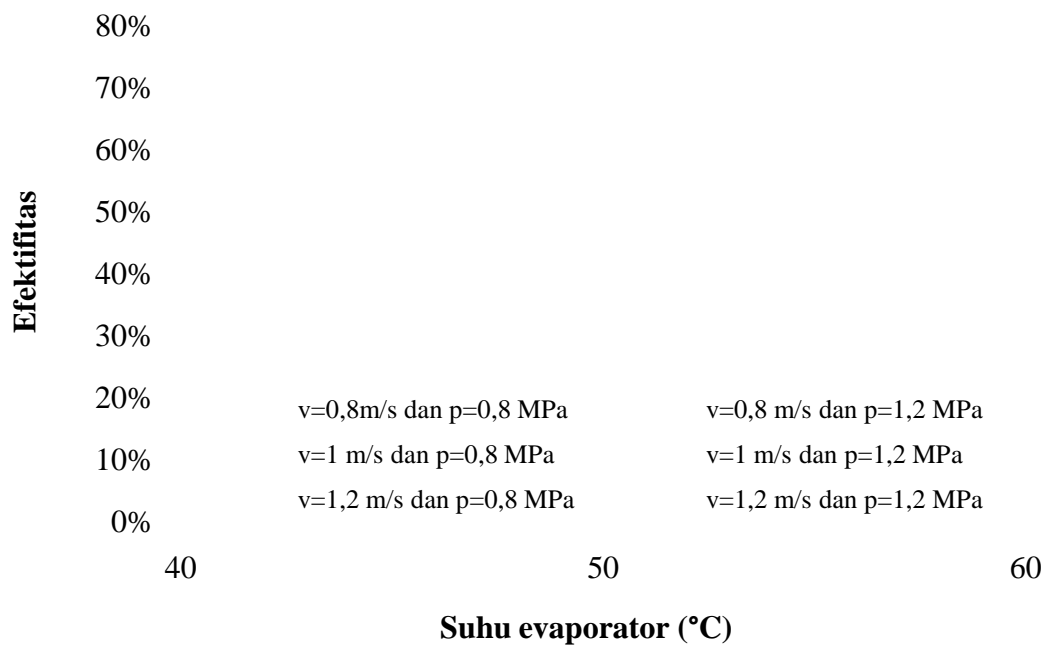 80%
70%
60%
50%
40%
30%
20%
10%
0%
Efektifitas
v=0,8m/s dan p=0,8 MPa
v=1 m/s dan p=0,8 MPa
v=1,2 m/s dan p=0,8 MPa
v=0,8 m/s dan p=1,2 MPa
v=1 m/s dan p=1,2 MPa
v=1,2 m/s dan p=1,2 MPa
40 50 60
Suhu evaporator (°C)